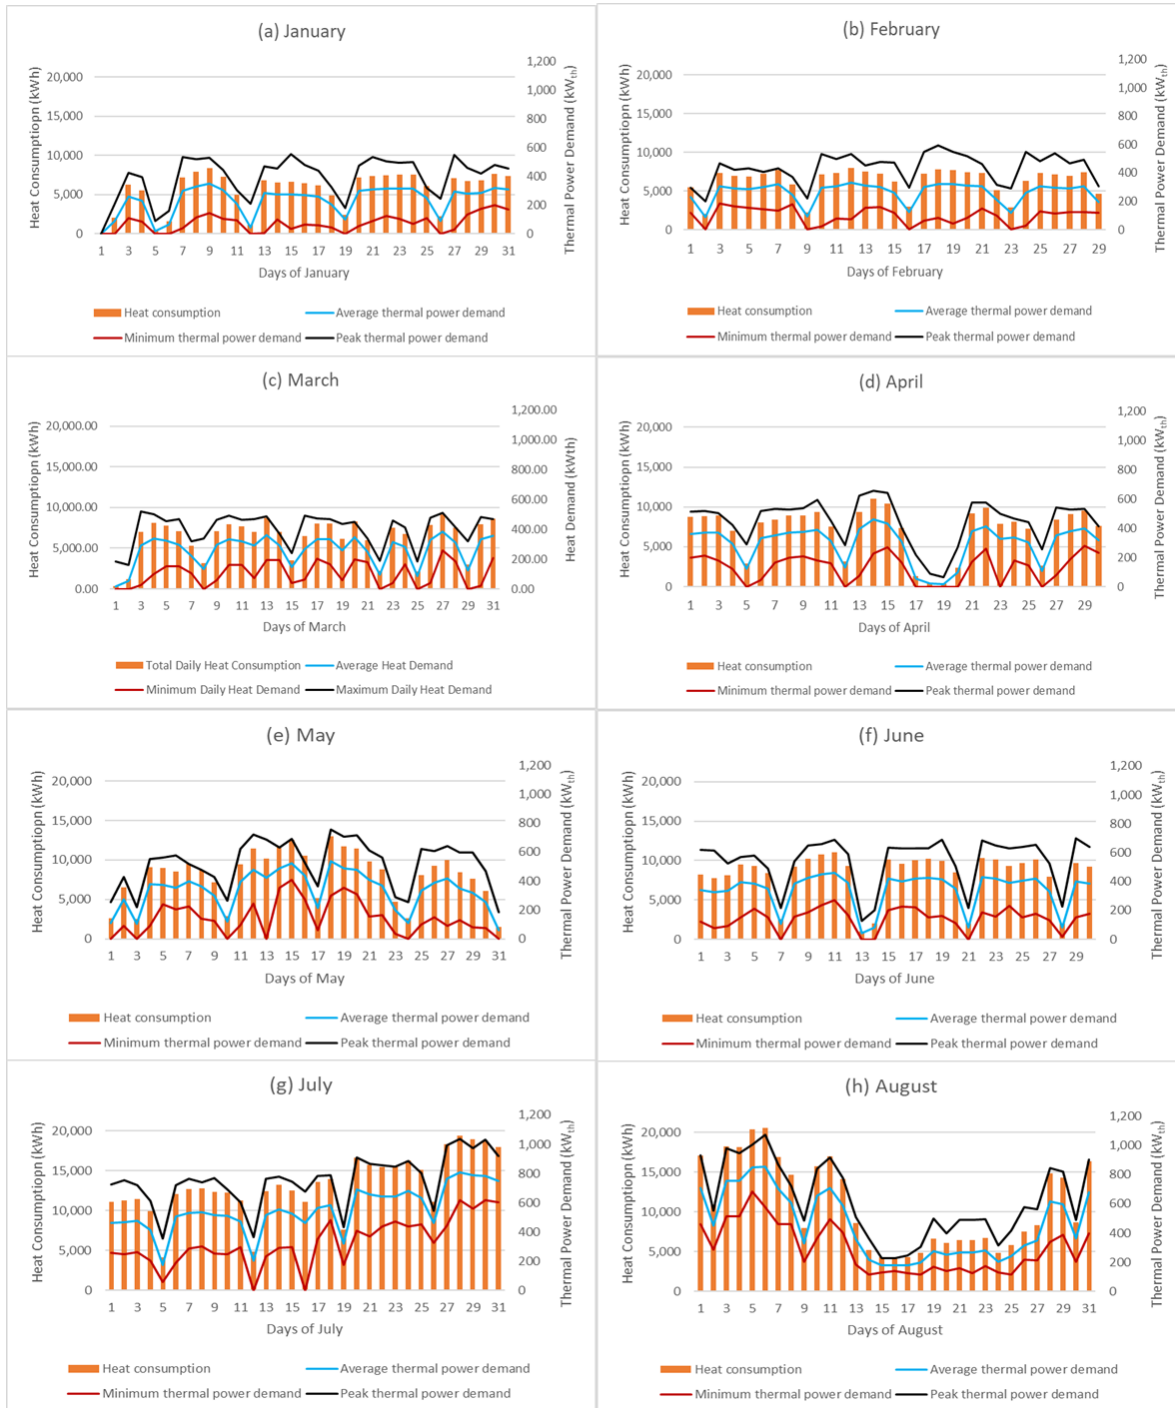 (a) January
Heat Consumptiopn (kWh)
20,000
15,000
10,000
5,000
0
1,200
1,000
800
600
400
200
0
Thermal Power Demand (kWth)
1 3 5 7 9 11 13 15 17 19 21 23 25 27 29 31
Days of January
Heat consumption
Average thermal power demand
Minimum thermal power demand
Peak thermal power demand
(b) February
Heat Consumptiopn (kWh)
20,000
15,000
10,000
5,000
0
1,200
1,000
800
600
400
200
0
Thermal Power Demand (kWth)
1 3 5 7 9 11 13 15 17 19 21 23 25 27 29
Days of February
Heat consumption
Average thermal power demand
Minimum thermal power demand
Peak thermal power demand
(c) March
Heat Consumptiopn (kWh)
20,000.00
15,000.00
10,000.00
5,000.00
0.00
1,200.00
1,000.00
800.00
600.00
400.00
200.00
0.00
Heat Demand (kWth)
1 3 5 7 9 11 13 15 17 19 21 23 25 27 29 31
Days of March
Total Daily Heat Consumption
Average Heat Demand
Minimum Daily Heat Demand
Maximum Daily Heat Demand
(d) April
Heat Consumptiopn (kWh)
20,000
15,000
10,000
5,000
0
1,200
1,000
800
600
400
200
0
Thermal Power Demand (kWth)
1 3 5 7 9 11 13 15 17 19 21 23 25 27 29
Days of April
Heat consumption
Average thermal power demand
Minimum thermal power demand
Peak thermal power demand
(e) May
Heat Consumptiopn (kWh)
20,000
15,000
10,000
5,000
0
1,200
1,000
800
600
400
200
0
Thermal Power Demand (kWth)
1 3 5 7 9 11 13 15 17 19 21 23 25 27 29 31
Days of May
Heat consumption
Average thermal power demand
Minimum thermal power demand
Peak thermal power demand
(f) June
Heat Consumptiopn (kWh)
20,000
15,000
10,000
5,000
0
1,200
1,000
800
600
400
200
0
Thermal Power Demand (kWth)
1 3 5 7 9 11 13 15 17 19 21 23 25 27 29
Days of June
Heat consumption
Average thermal power demand
Minimum thermal power demand
Peak thermal power demand
(g) July
Heat Consumptiopn (kWh)
20,000
15,000
10,000
5,000
0
1,200
1,000
800
600
400
200
0
Thermal Power Demand (kWth)
1 3 5 7 9 11 13 15 17 19 21 23 25 27 29 31
Days of July
Heat consumption
Average thermal power demand
Minimum thermal power demand
Peak thermal power demand
(h) August
Heat Consumptiopn (kWh)
20,000
15,000
10,000
5,000
0
1,200
1,000
800
600
400
200
0
Thermal Power Demand (kWth)
1 3 5 7 9 11 13 15 17 19 21 23 25 27 29 31
Days of August
Heat consumption
Average thermal power demand
Minimum thermal power demand
Peak thermal power demand